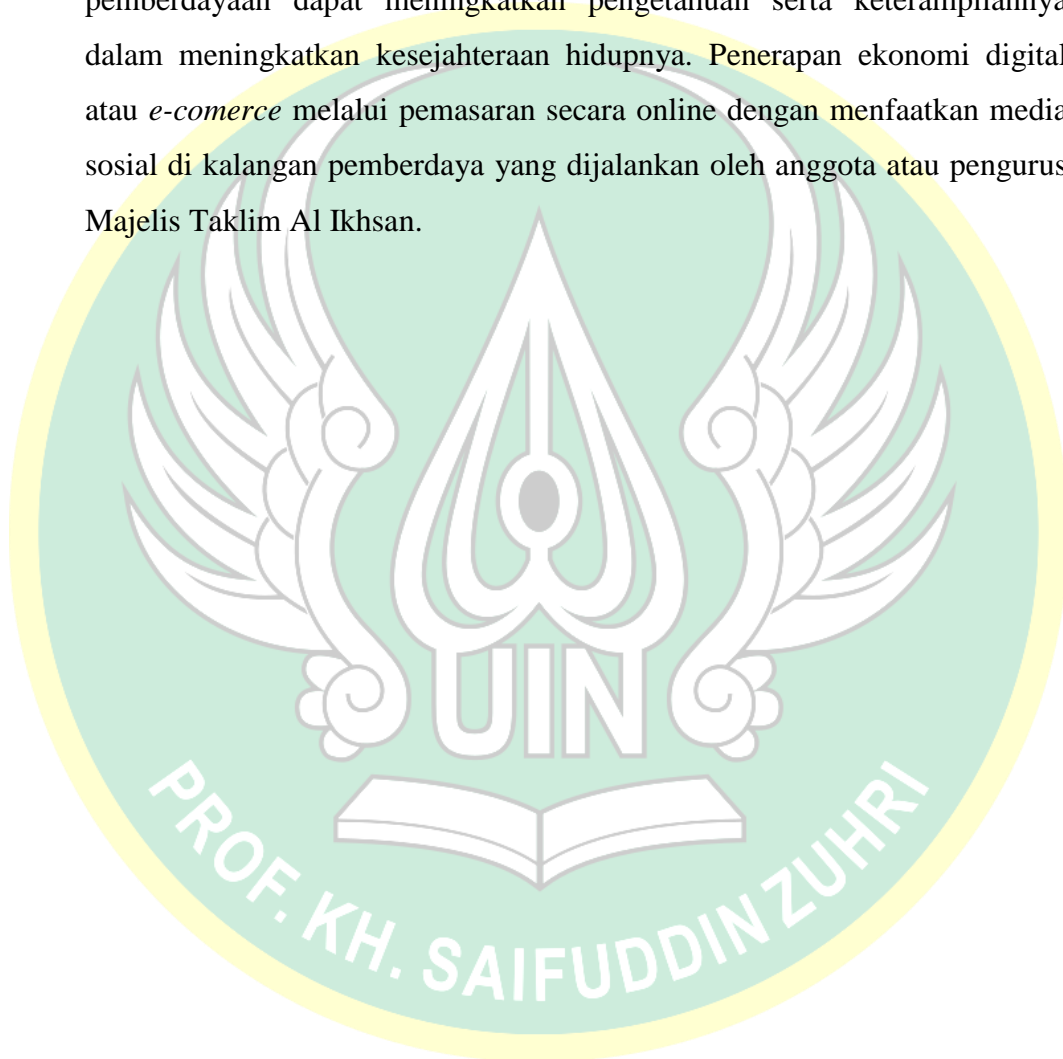 pemberdayaan dapat meningkatkan pengetahuan serta keterampilannya
dalam meningkatkan kesejahteraan hidupnya. Penerapan ekonomi digital
atau e-comerce melalui pemasaran secara online dengan menfaatkan media
sosial di kalangan pemberdaya yang dijalankan oleh anggota atau pengurus
Majelis Taklim Al Ikhsan.
UIN
PROF. KH. SAIFUDDIN ZUHRI